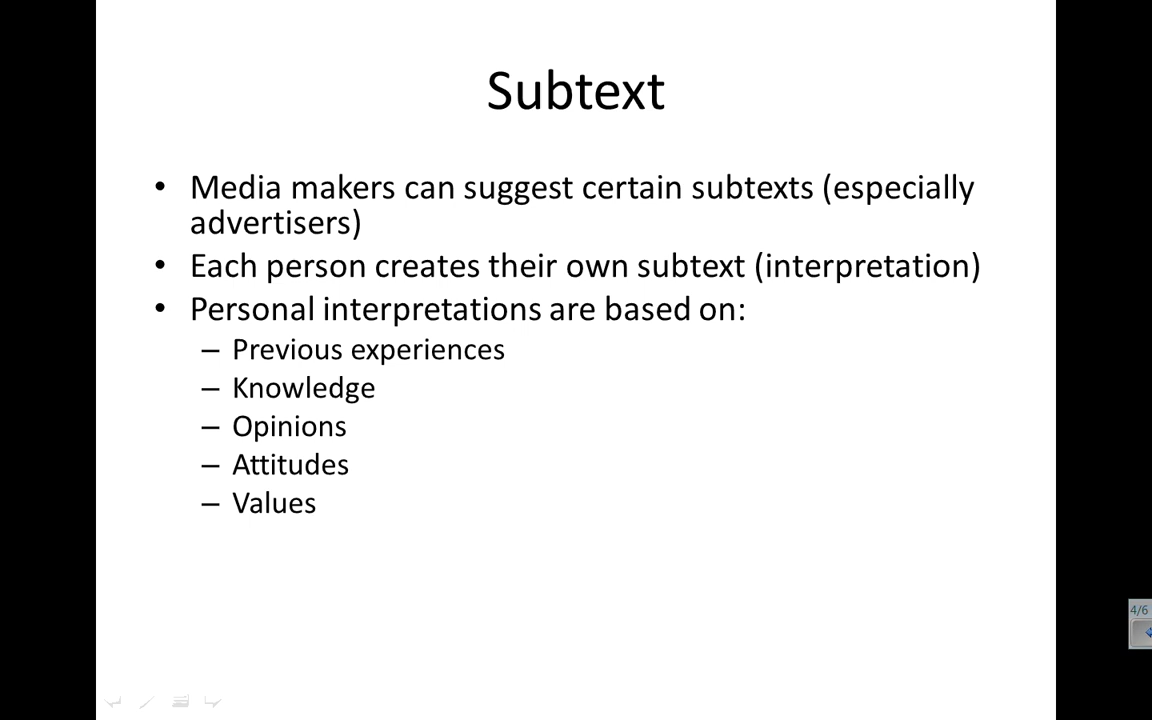 Subtext
• Media makers can suggest certain subtexts (especially
advertisers)
• Each person creates their own subtext (interpretation)
• Personal interpretations are based on:
– Previous experiences
– Knowledge
– Opinions
– Attitudes
– Values
4/6